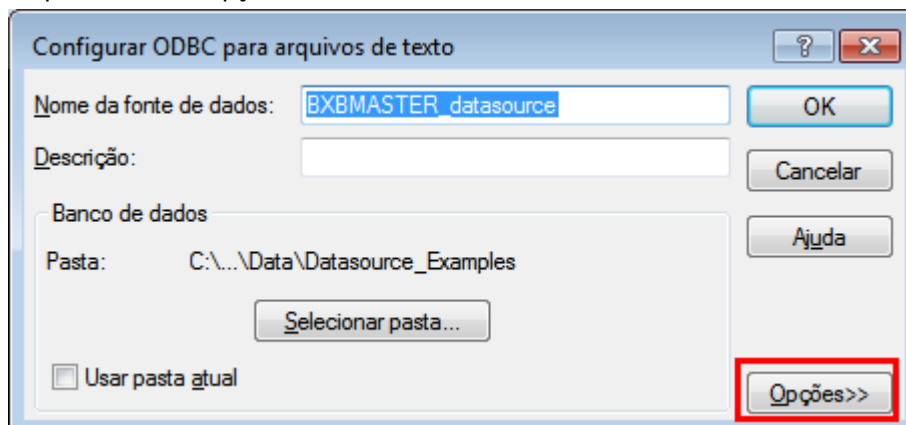 Configurar ODBC para arquivos de texto
Nome da fonte de dados: BXBMASTER_datasource
OK
Descrição:
Cancelar
Banco de dados
Ajuda
Pasta: C:\...\Data\Datasource_Examples
Selecionar pasta...
Usar pasta atual
Opções>>